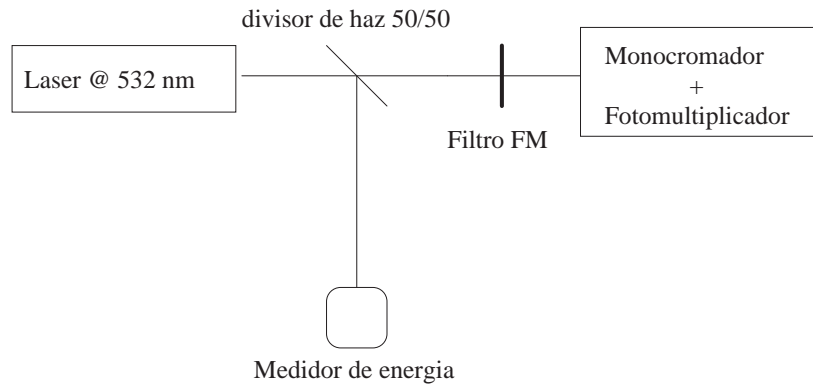 divisor de haz 50/50
Laser @ 532 nm
Monocromador
+
Fotomultiplicador
Filtro FM
Medidor de energia